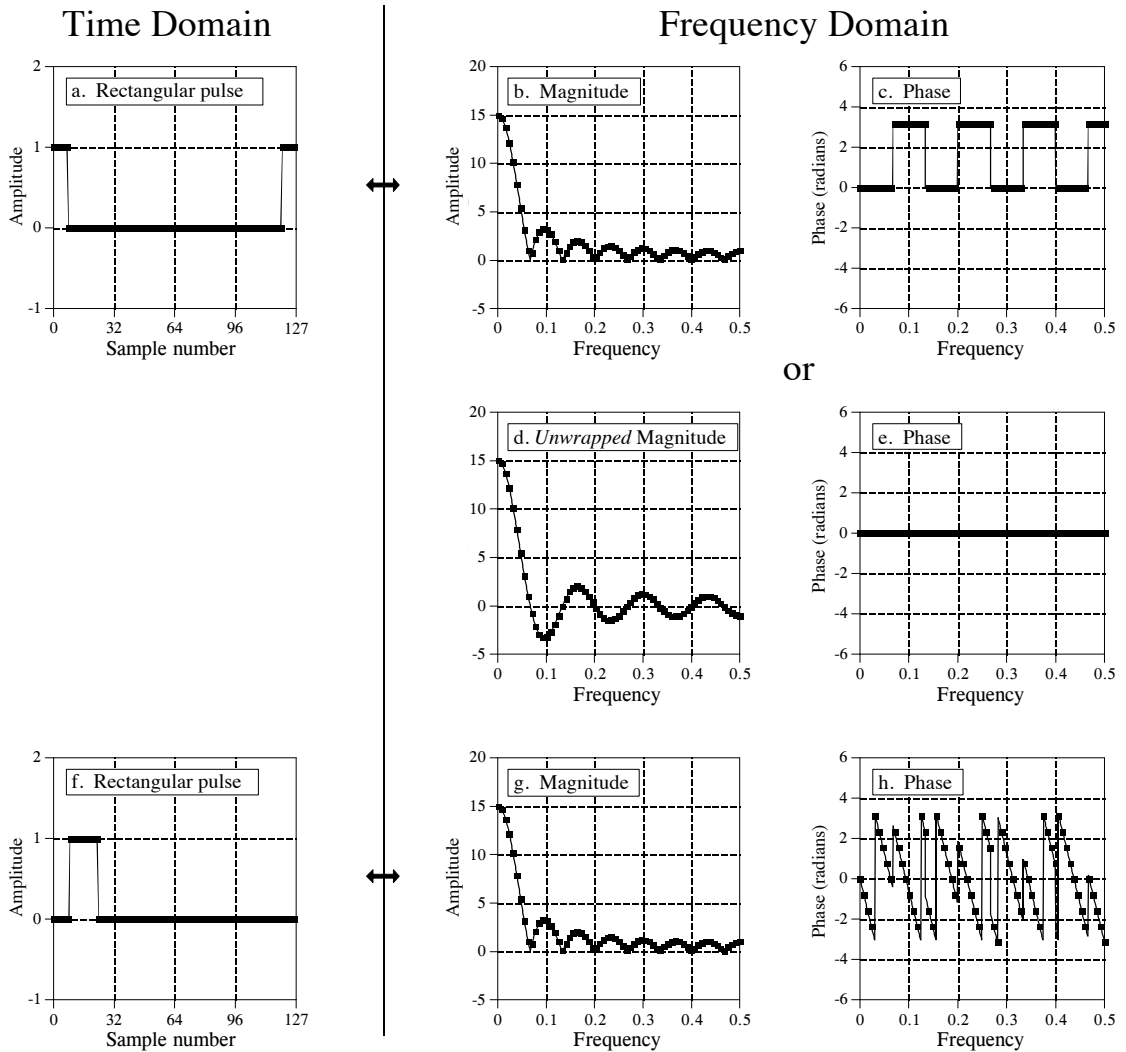 Time Domain
Frequency Domain
a. Rectangular pulse
Amplitude
2
1
0
-1
0 32 64 96 127
Sample number
b. Magnitude
Amplitude
20
15
10
5
0
-5
0 0.1 0.2 0.3 0.4 0.5
Frequency
c. Phase
Phase (radians)
6
4
2
0
-2
-4
-6
0 0.1 0.2 0.3 0.4 0.5
Frequency
or
d. Unwrapped Magnitude
20
15
10
5
0
-5
0 0.1 0.2 0.3 0.4 0.5
Frequency
e. Phase
Phase (radians)
6
4
2
0
-2
-4
-6
0 0.1 0.2 0.3 0.4 0.5
Frequency
f. Rectangular pulse
Amplitude
2
1
0
-1
0 32 64 96 127
Sample number
g. Magnitude
Amplitude
20
15
10
5
0
-5
0 0.1 0.2 0.3 0.4 0.5
Frequency
h. Phase
Phase (radians)
6
4
2
0
-2
-4
-6
0 0.1 0.2 0.3 0.4 0.5
Frequency